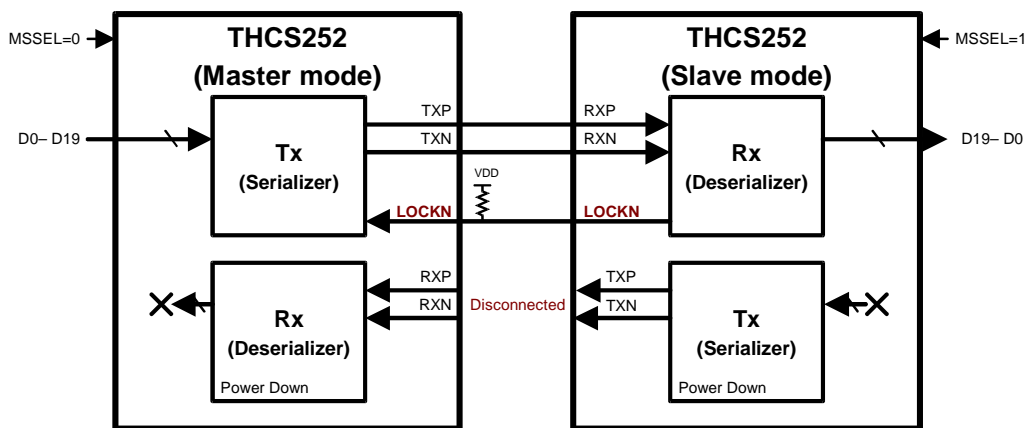 MSSEL=0
THCS252
(Master mode)
THCS252
(Slave mode)
MSSEL=1
D0– D19
Tx
(Serializer)
TXP
TXN
LOCKN
VDD
RXP
RXN
LOCKN
Rx
(Deserializer)
D19– D0
Rx
(Deserializer)
Power Down
RXP
RXN
Disconnected
TXP
TXN
Tx
(Serializer)
Power Down